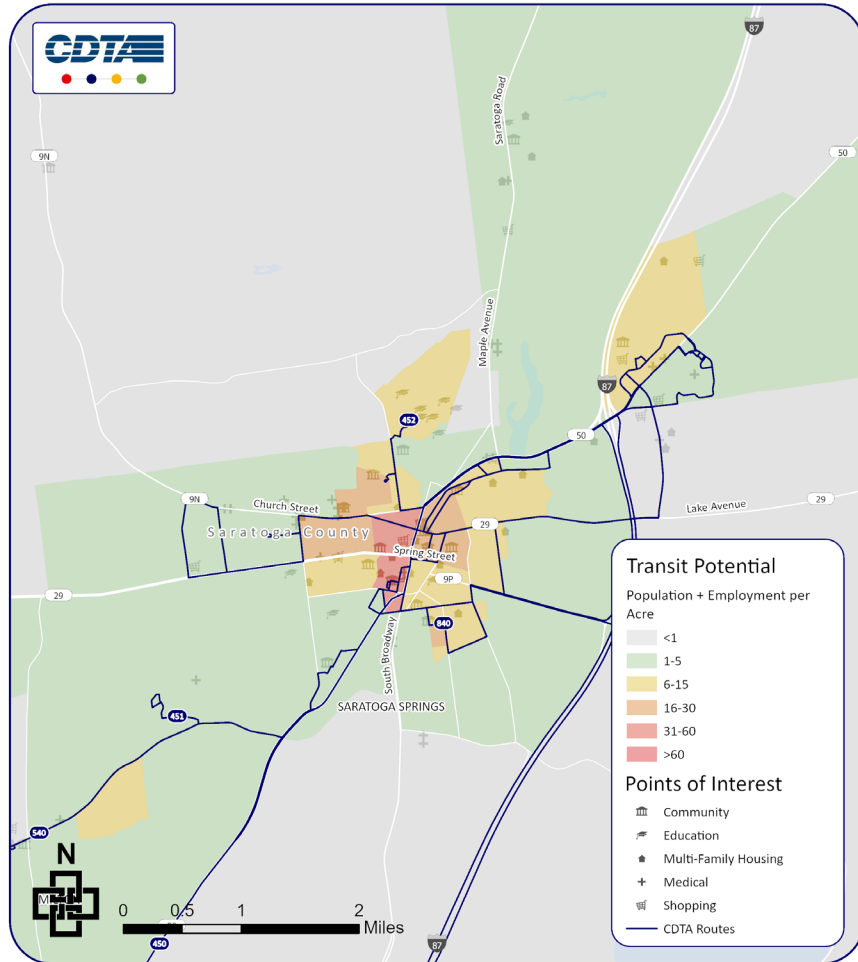 CDTA
87
Saratoga Road
9N
50
Maple Avenue
87
452
50
9N
Church Street
Lake Avenue
29
29
Saratoga County
Spring Street
9P
29
840
South Broadway
SARATOGA SPRINGS
451
540
N
0 0.5 1 2
Miles
450
87
Transit Potential
Population + Employment per
Acre
<1
1-5
6-15
16-30
31-60
>60
Points of Interest
Community
Education
Multi-Family Housing
Medical
Shopping
CDTA Routes